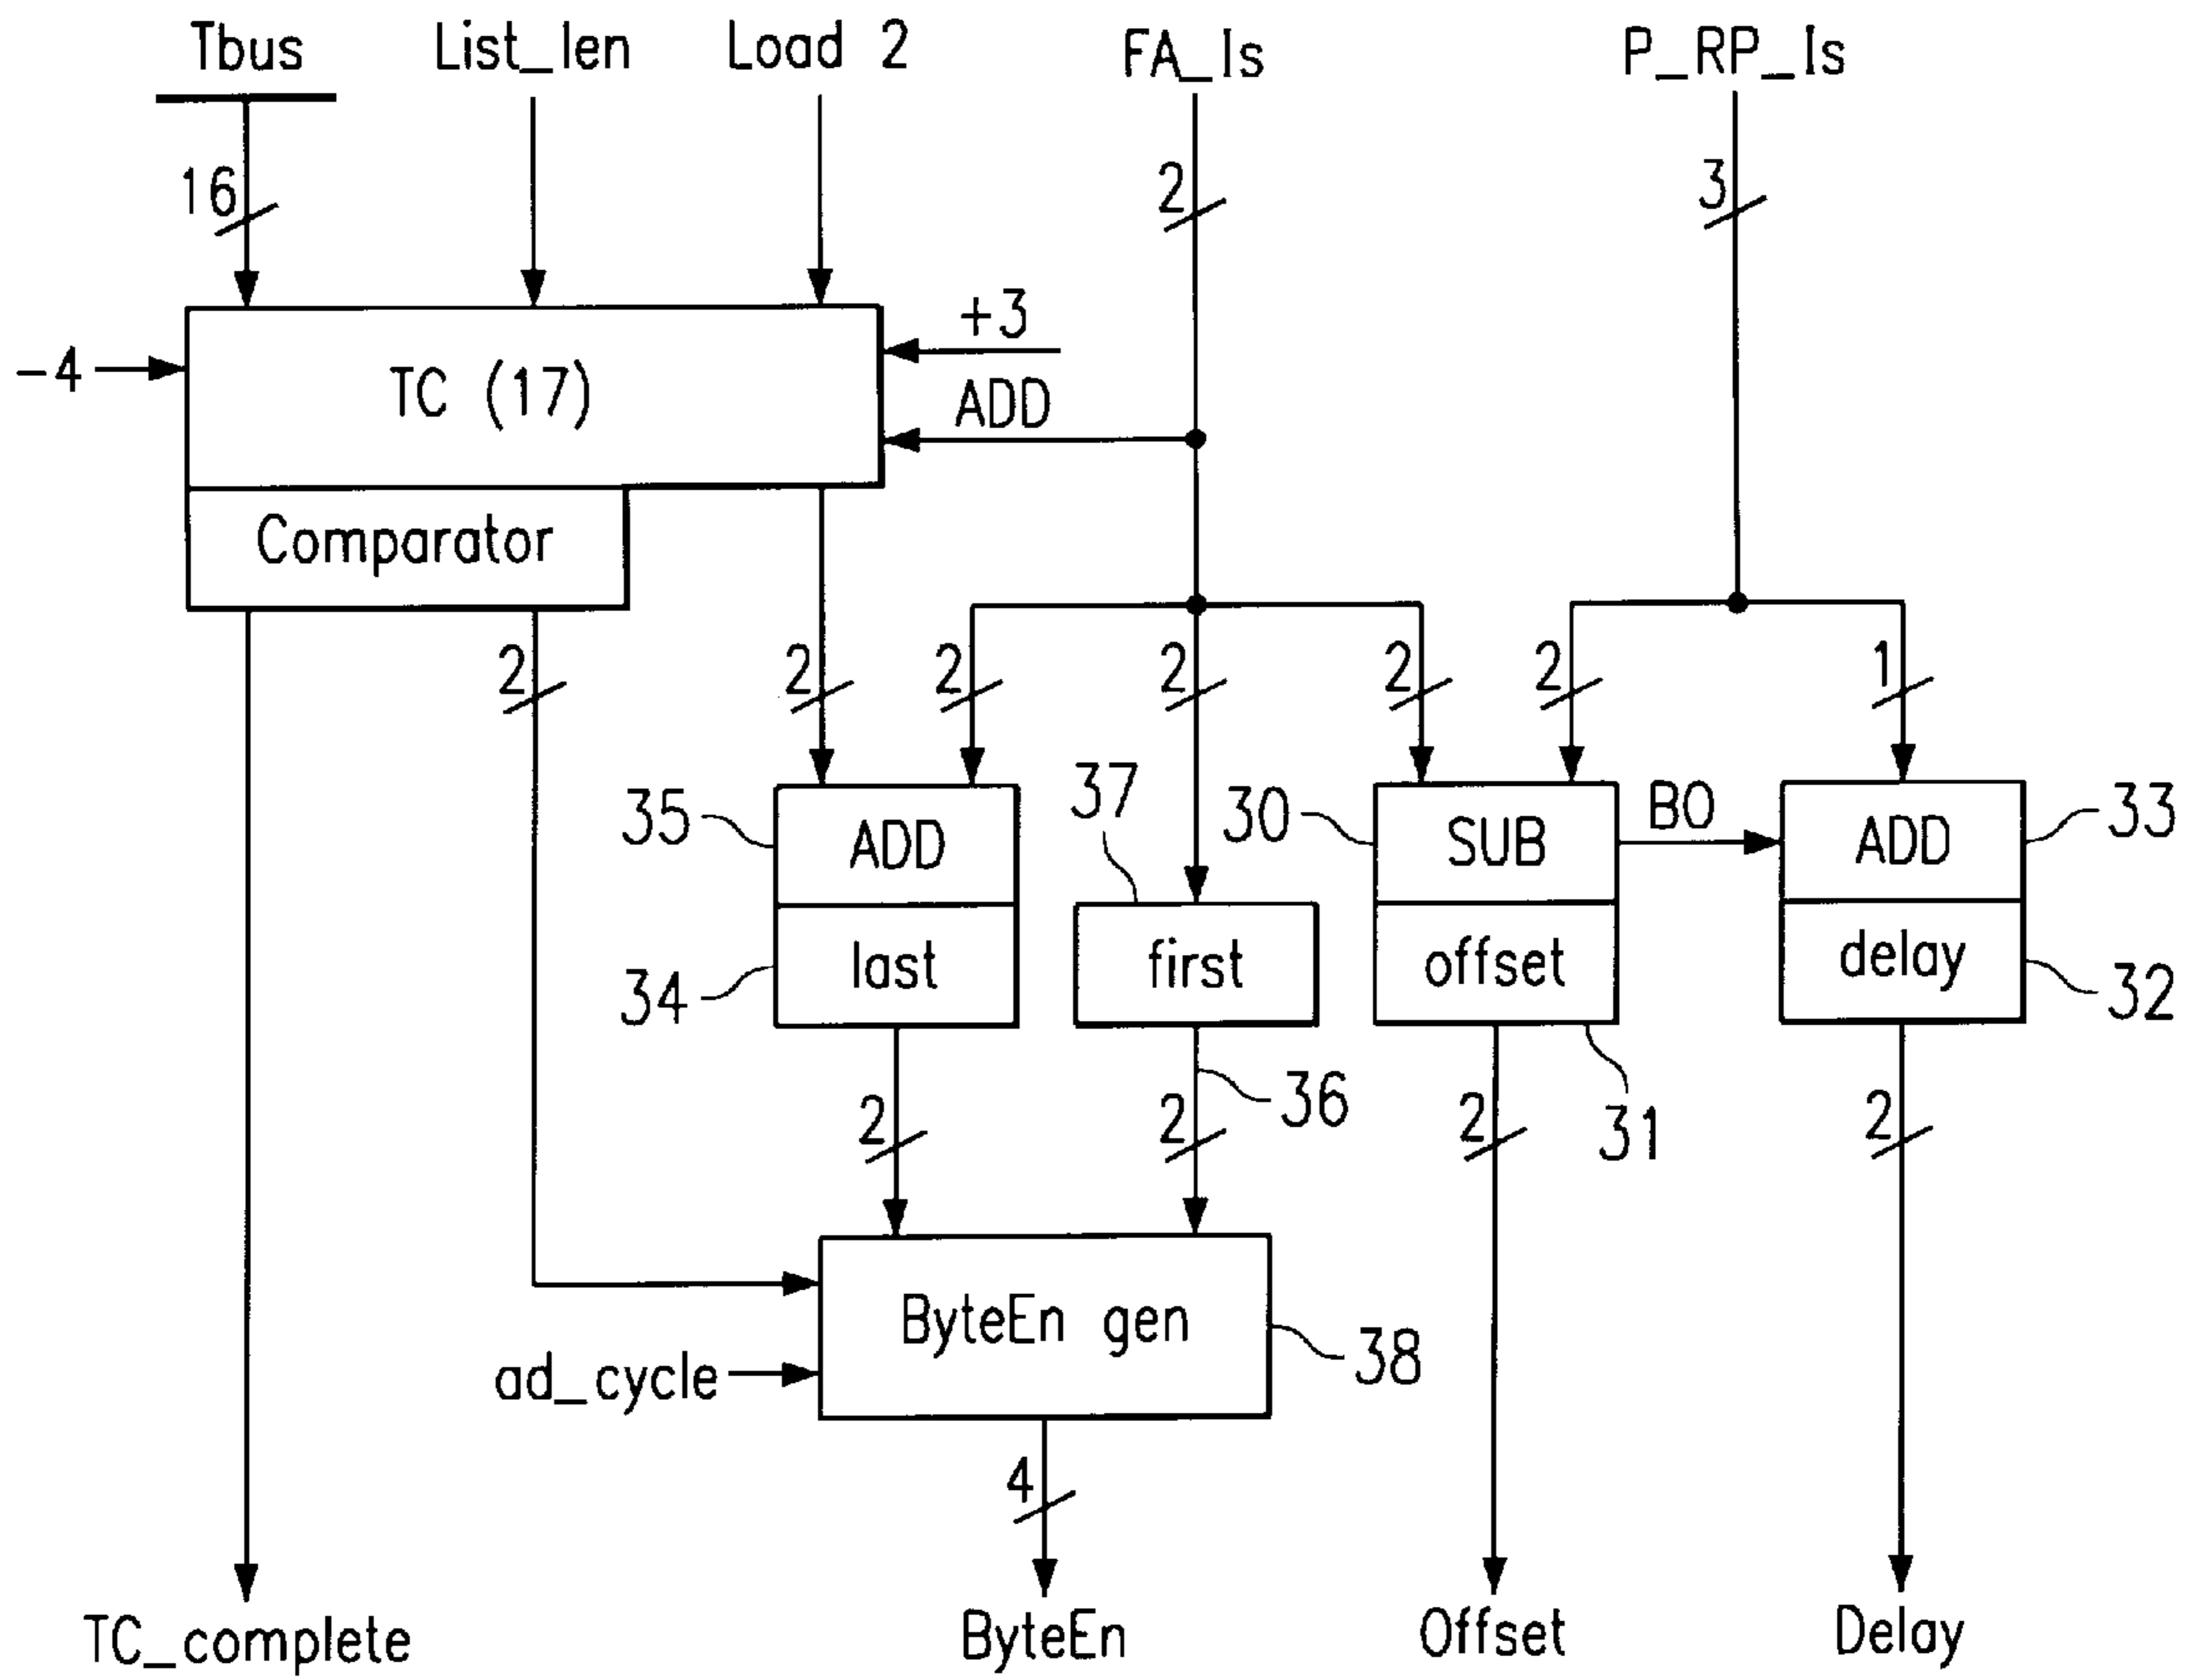 Tbus
List_len
Load 2
FA_ls
P_RP_ls
16
2
3
+3
-4
TC (17)
ADD
Comparator
2
2
2
2
2
2
1
35
ADD
37
30
SUB
BO
ADD
33
34
last
first
offset
delay
32
2
2
36
2
31
2
ByteEn gen
38
ad_cycle
4
TC_complete
ByteEn
Offset
Delay